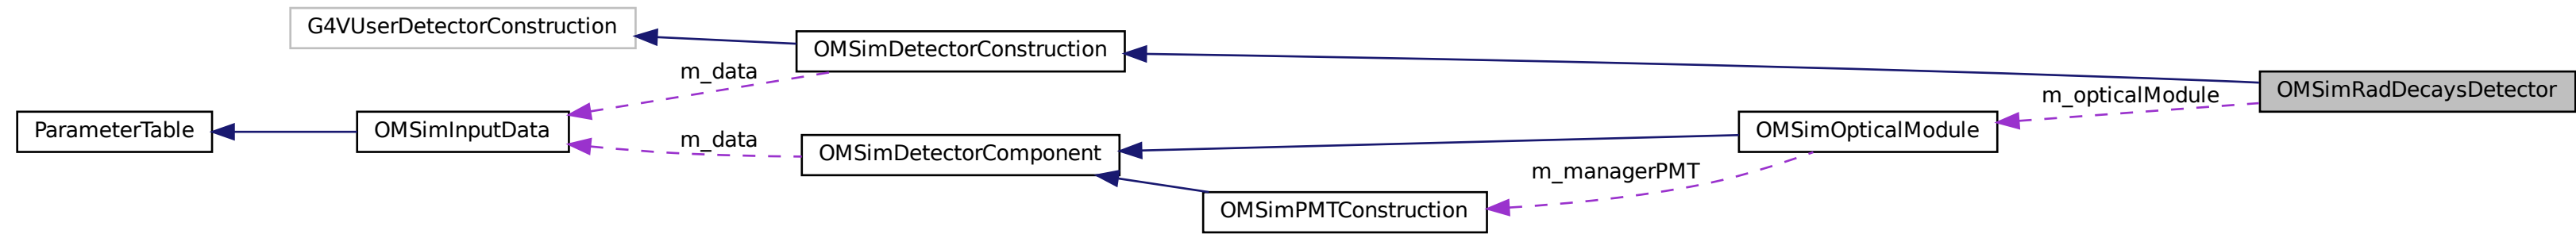 G4VUserDetectorConstruction
OMSimDetectorConstruction
m_data
OMSimRadDecaysDetector
m_opticalModule
ParameterTable
OMSimInputData
OMSimOpticalModule
m_data
OMSimDetectorComponent
m_managerPMT
OMSimPMTConstruction